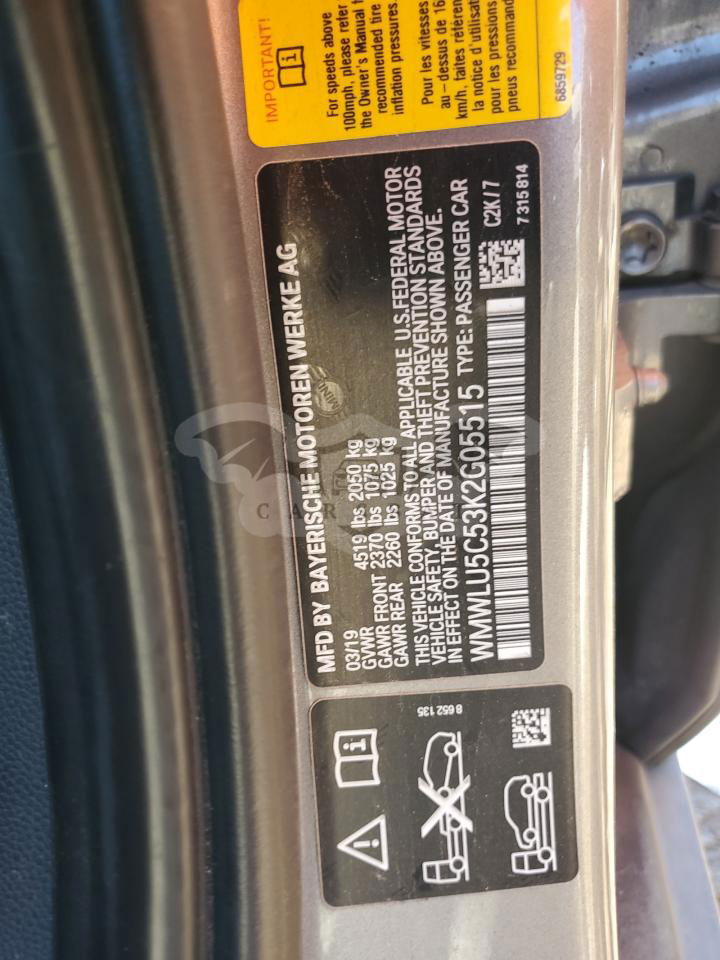 IMPORTANT!
For speeds above
100mph, please refer
the Owner's Manual f
recommended tire
inflation pressures
Pour les vitesses
au - dessus de 16
km/h, faites référen
la notice d'utilisat
pour les pressions
pneus recommand
6859729
MFD BY BAYERISCHE MOTOREN WERKE AG
03/19
GVWR 4519 lbs 2050 kg
GAWR FRONT 2370 lbs 1075 kg
GAWR REAR 2260 lbs 1025 kg
THIS VEHICLE CONFORMS TO ALL APPLICABLE U.S. FEDERAL MOTOR
VEHICLE SAFETY, BUMPER AND THEFT PREVENTION STANDARDS
IN EFFECT ON THE DATE OF MANUFACTURE SHOWN ABOVE.
WMWLU5C53K2G05515 TYPE: PASSENGER CAR
C2K/7
7 315 814
MINI
8 652 135